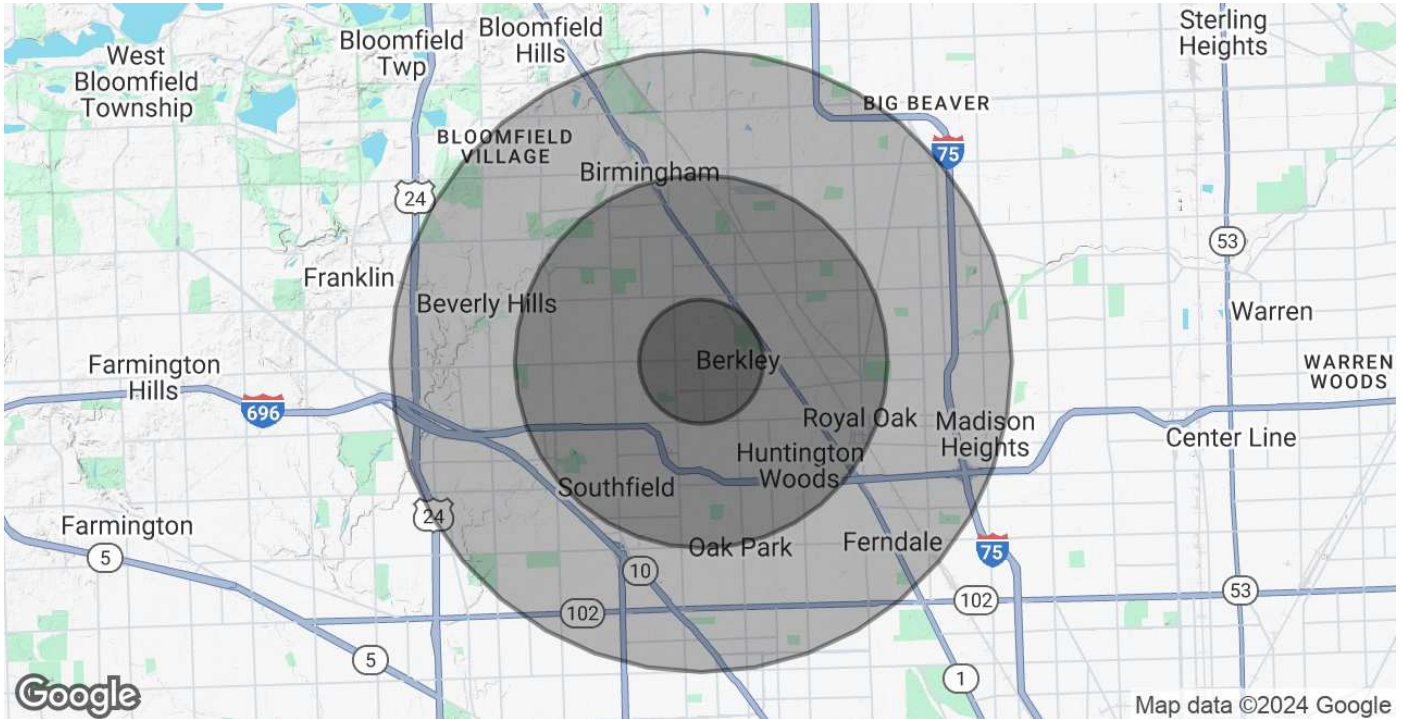 West
Bloomfield
Township
Bloomfield
Twp
Bloomfield
Hills
Sterling
Heights
BIG BEAVER
BLOOMFIELD
VILLAGE
75
Birmingham
24
53
Franklin
Beverly Hills
Warren
Berkley
Farmington
Hills
WARREN
WOODS
696
Royal Oak
Madison
Heights
Center Line
Huntington
Woods
Southfield
24
Farmington
5
Oak Park
Ferndale
75
10
53
102
102
5
1
Google
Map data ©2024 Google